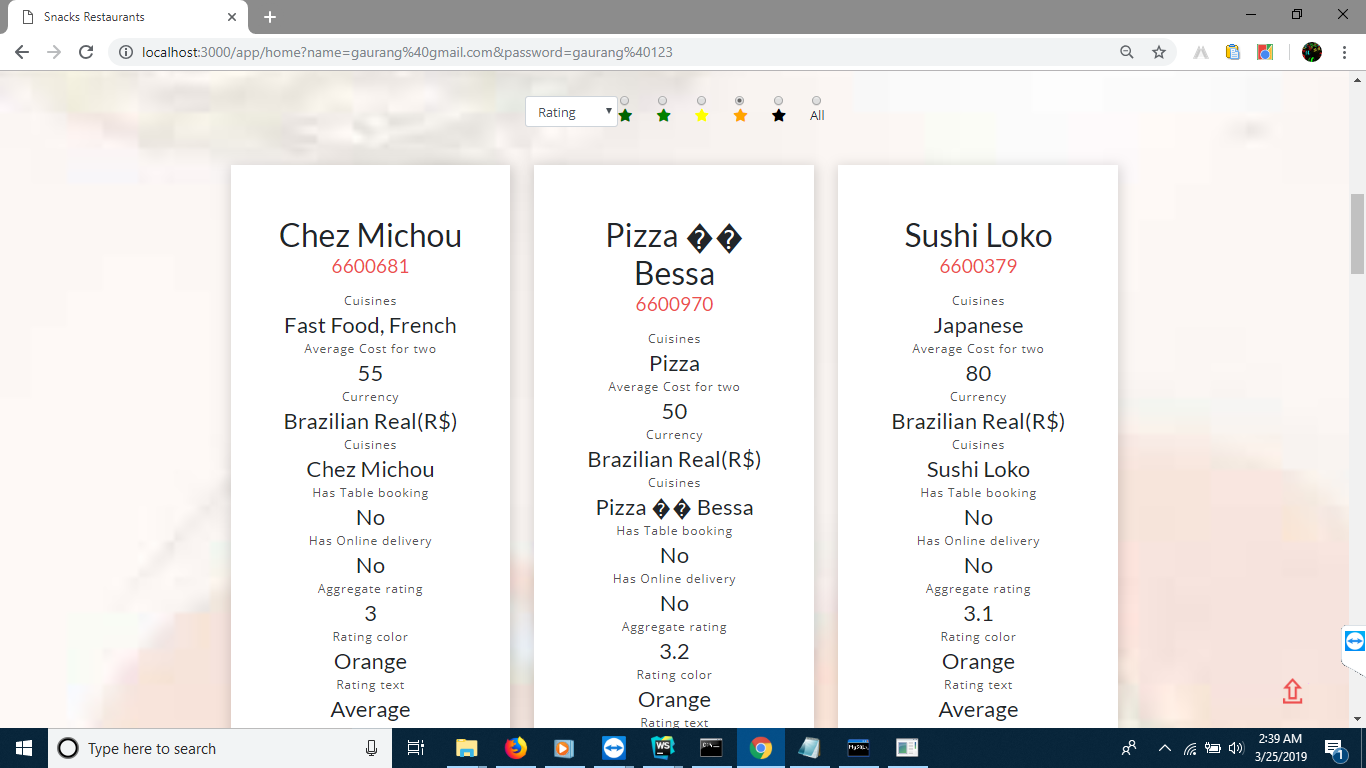 Snacks Restaurants
localhost:3000/app/home?name=gaurang%40gmail.com&password=gaurang%40123
Rating
All
Chez Michou
6600681
Cuisines
Fast Food, French
Average Cost for two
55
Currency
Brazilian Real(R$)
Cuisines
Chez Michou
Has Table booking
No
Has Online delivery
No
Aggregate rating
3
Rating color
Orange
Rating text
Average
Pizza ��
Bessa
6600970
Cuisines
Pizza
Average Cost for two
50
Currency
Brazilian Real(R$)
Cuisines
Pizza �� Bessa
Has Table booking
No
Has Online delivery
No
Aggregate rating
3.2
Rating color
Orange
Rating text
Sushi Loko
6600379
Cuisines
Japanese
Average Cost for two
80
Currency
Brazilian Real(R$)
Cuisines
Sushi Loko
Has Table booking
No
Has Online delivery
No
Aggregate rating
3.1
Rating color
Orange
Rating text
Average
Type here to search
WS
2:39 AM
3/25/2019
1